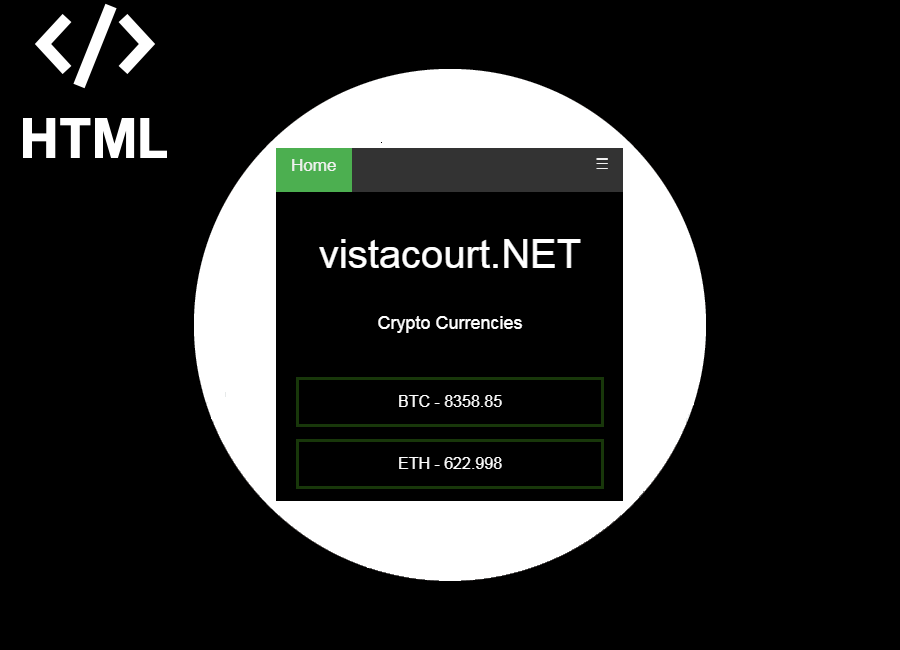 </>
HTML
Home ☰
vistacourt.NET
Crypto Currencies
BTC - 8358.85
ETH - 622.998